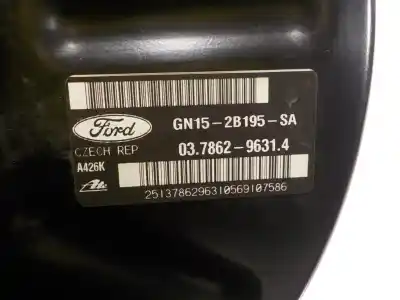 Ford
GN15-2B195-SA
CZECH REP
03.7862-9631.4
A426K
Ate
2513786296310569107586